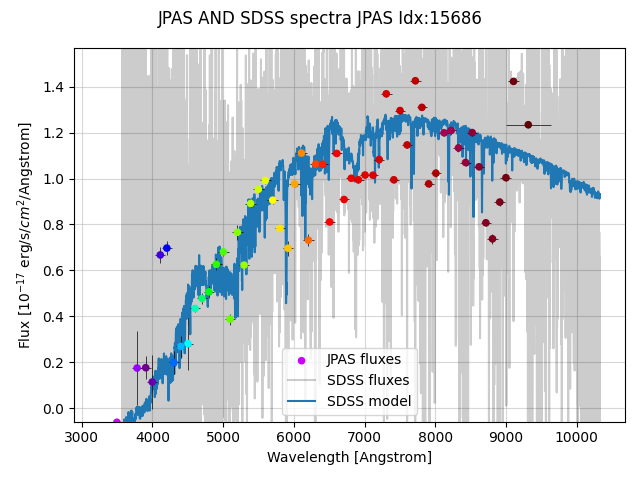 JPAS AND SDSS spectra JPAS Idx:15686
Flux [10⁻¹⁷ erg/s/cm²/Angstrom]
1.4
1.2
1.0
0.8
0.6
0.4
0.2
0.0
JPAS fluxes
SDSS fluxes
SDSS model
3000 4000 5000 6000 7000 8000 9000 10000
Wavelength [Angstrom]